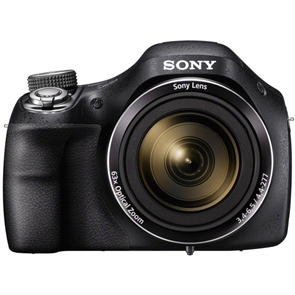 SONY
Sony Lens
63x Optical Zoom
3.4-6.5 / 4.4-277